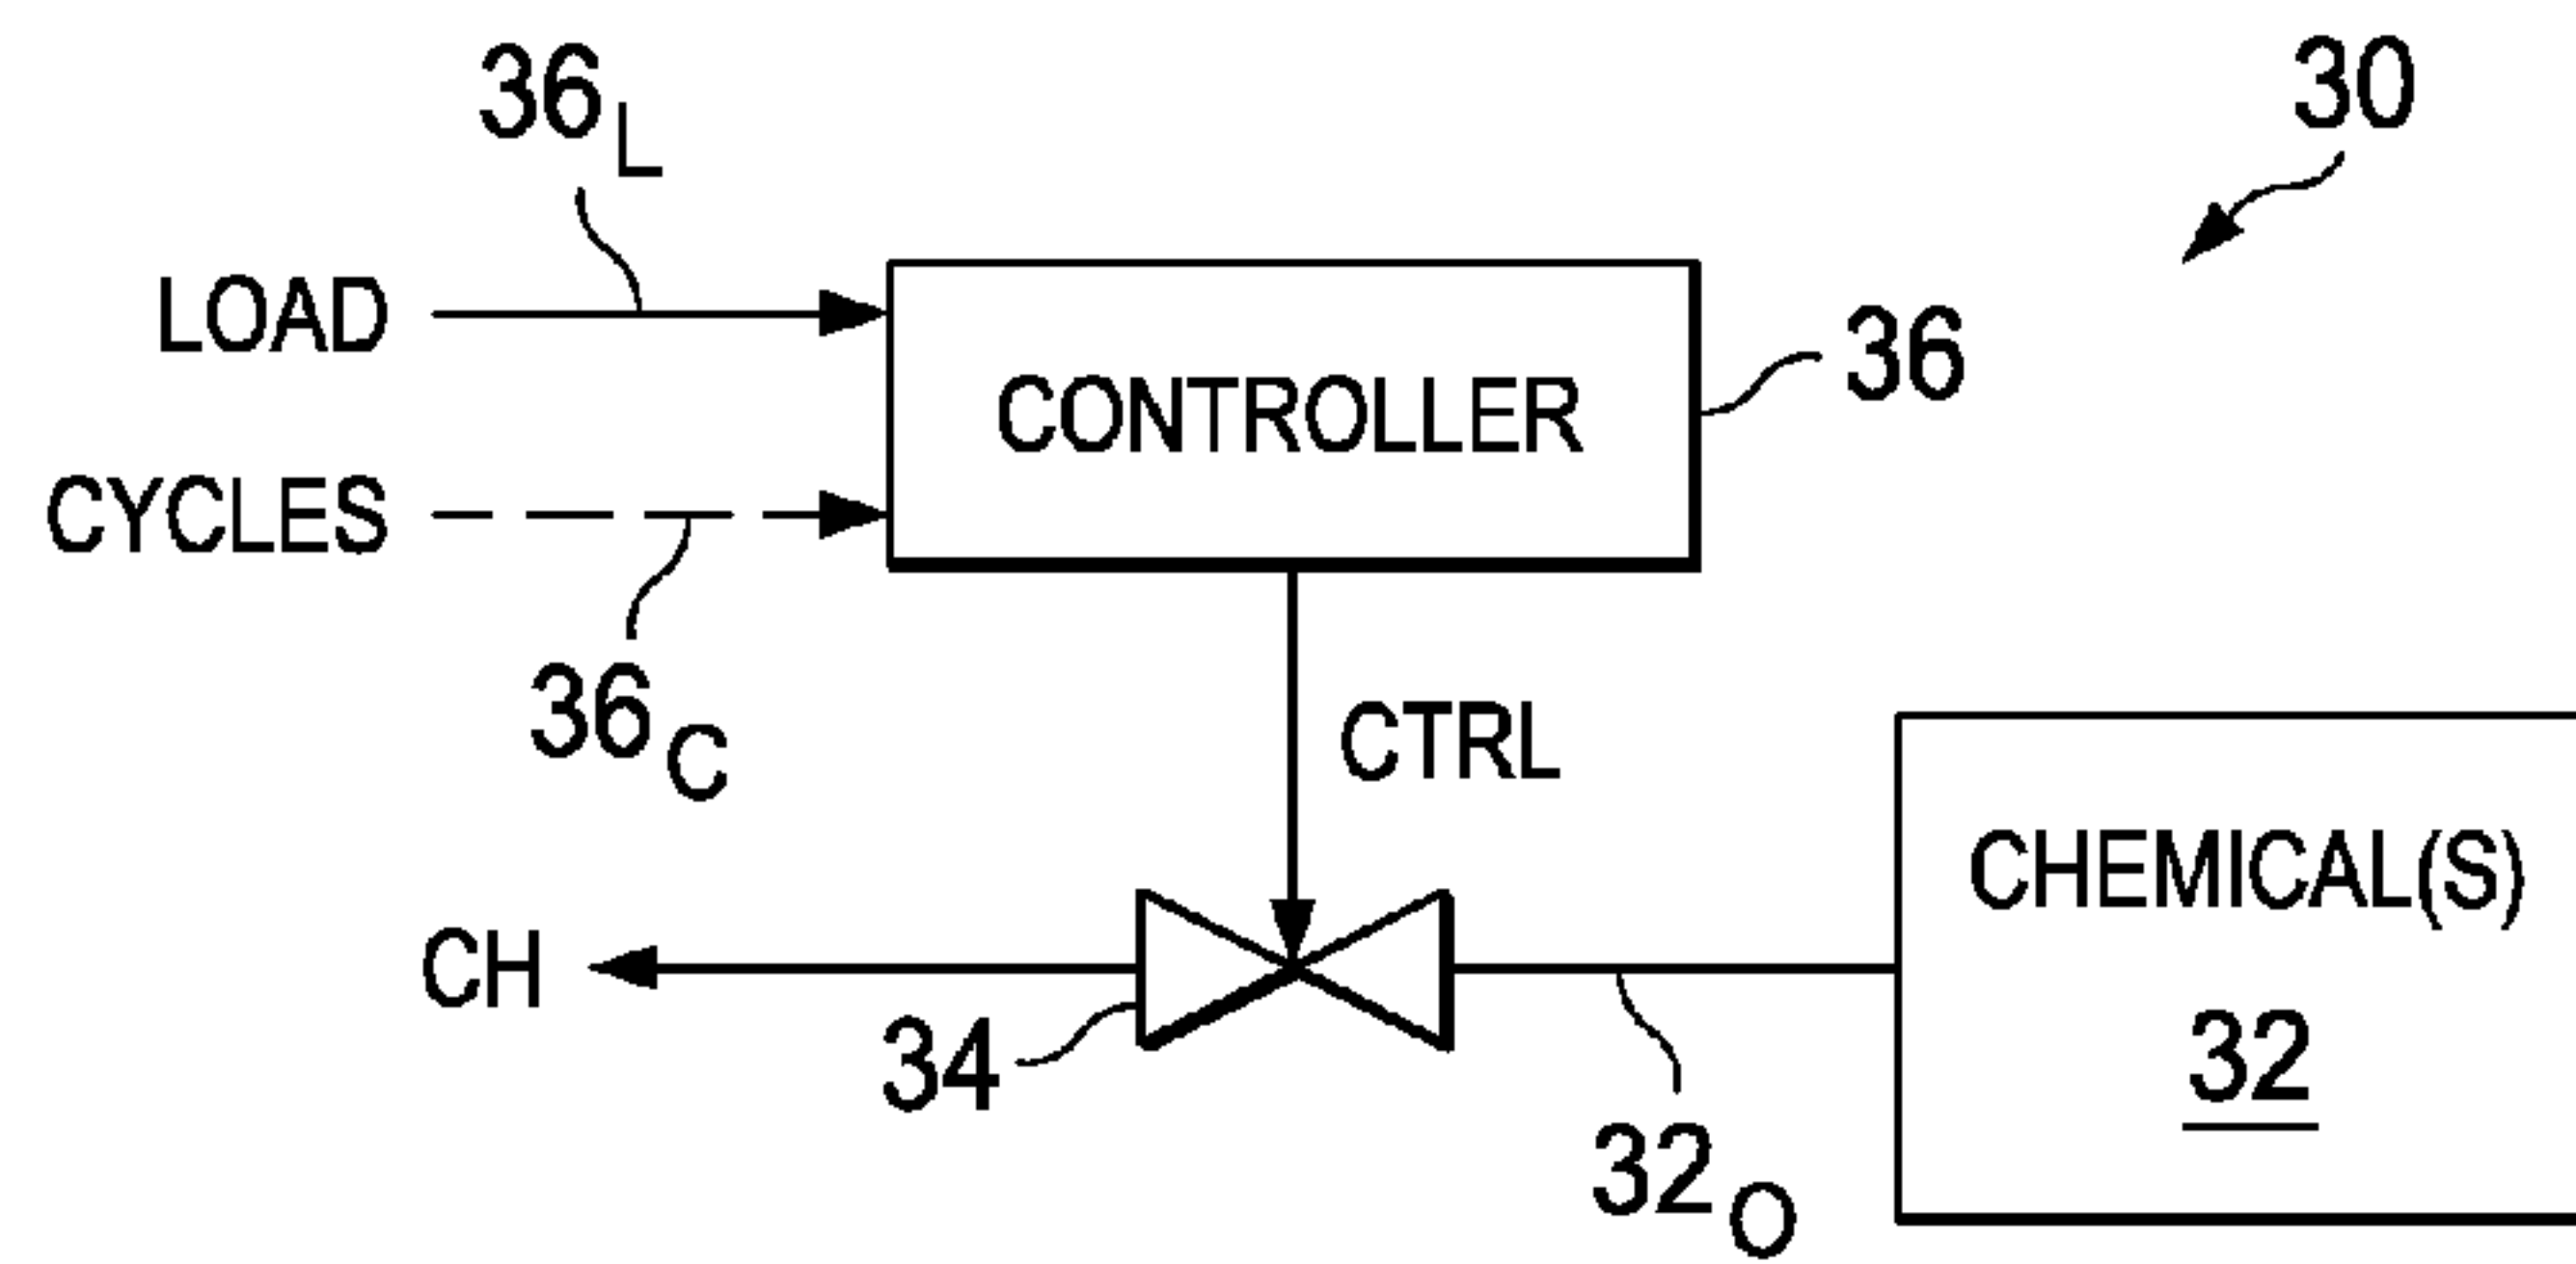 36L
30
LOAD
CONTROLLER
36
CYCLES
36C
CTRL
CHEMICAL(S)
32
CH
34
32O